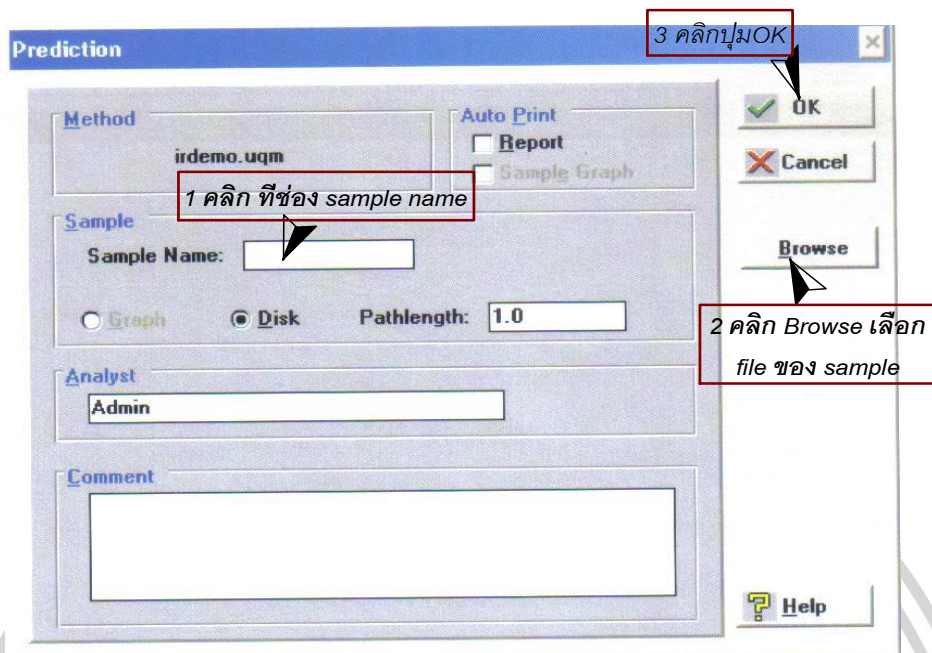 3 คลิกปุ่มOK
Prediction
Method
irdemo.uqm
Auto Print
Report
Sample Graph
OK
Cancel
1 คลิก ที่ช่อง sample name
Sample
Sample Name:
Browse
Graph
Disk
Pathlength:
1.0
2 คลิก Browse เลือก
file ของ sample
Analyst
Admin
Comment
Help